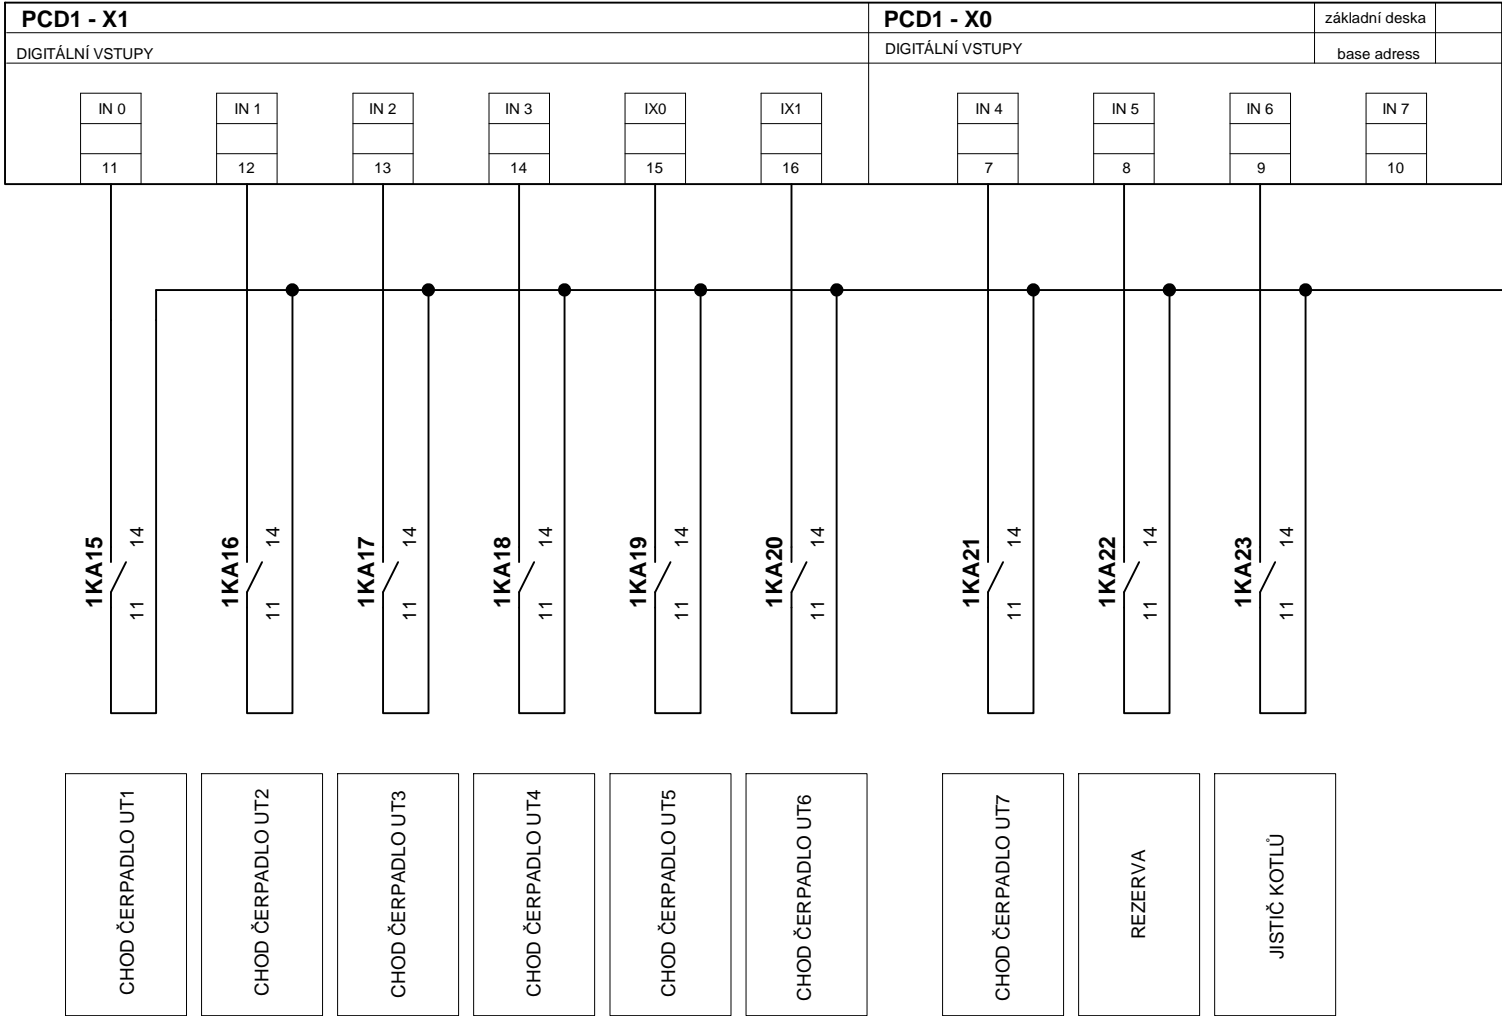 PCD1 - X1
PCD1 - X0
základní deska
DIGITÁLNÍ VSTUPY
DIGITÁLNÍ VSTUPY
base adress
IN 0
IN 1
IN 2
IN 3
IX0
IX1
IN 4
IN 5
IN 6
IN 7
11
12
13
14
15
16
7
8
9
10
1KA15
14
11
1KA16
14
11
1KA17
14
11
1KA18
14
11
1KA19
14
11
1KA20
14
11
1KA21
14
11
1KA22
14
11
1KA23
14
11
CHOD ČERPADLO UT1
CHOD ČERPADLO UT2
CHOD ČERPADLO UT3
CHOD ČERPADLO UT4
CHOD ČERPADLO UT5
CHOD ČERPADLO UT6
CHOD ČERPADLO UT7
REZERVA
JISTIČ KOTLŮ